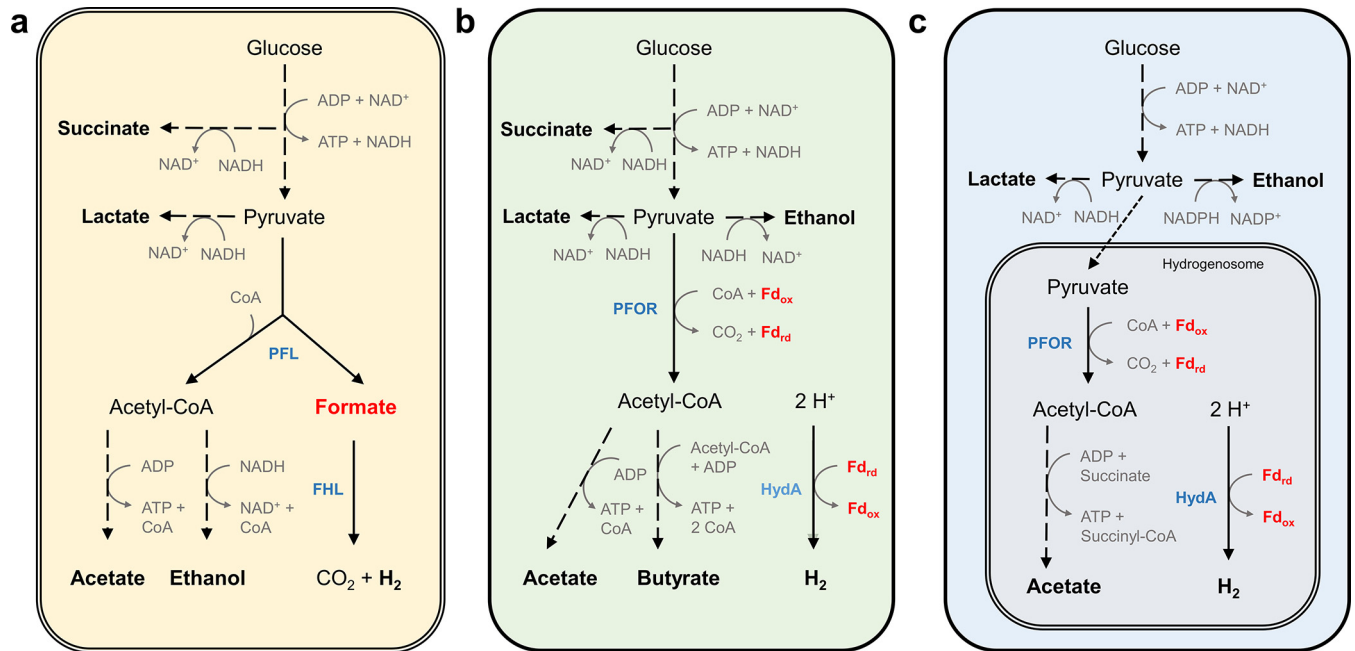 a
Glucose
ADP + NAD⁺
Succinate
ATP + NADH
NAD⁺
NADH
Lactate
Pyruvate
NAD⁺
NADH
CoA
PFL
Acetyl-CoA
Formate
ADP
NADH
FHL
ATP +
CoA
NAD⁺ +
CoA
Acetate
Ethanol
CO₂ + H₂
b
Glucose
ADP + NAD⁺
Succinate
ATP + NADH
NAD⁺
NADH
Lactate
Pyruvate
Ethanol
NAD⁺
NADH
NADH
NAD⁺
PFOR
CoA + Fdₒₓ
CO₂ + Fd_rd
Acetyl-CoA
2 H⁺
ADP
Acetyl-CoA
+ ADP
HydA
Fd_rd
Fdₒₓ
ATP +
CoA
ATP +
2 CoA
Acetate
Butyrate
H₂
c
Glucose
ADP + NAD⁺
ATP + NADH
Lactate
Pyruvate
Ethanol
NAD⁺
NADH
NADPH
NADP⁺
Hydrogenosome
Pyruvate
PFOR
CoA + Fdₒₓ
CO₂ + Fd_rd
Acetyl-CoA
2 H⁺
ADP +
Succinate
HydA
Fd_rd
Fdₒₓ
ATP +
Succinyl-CoA
Acetate
H₂